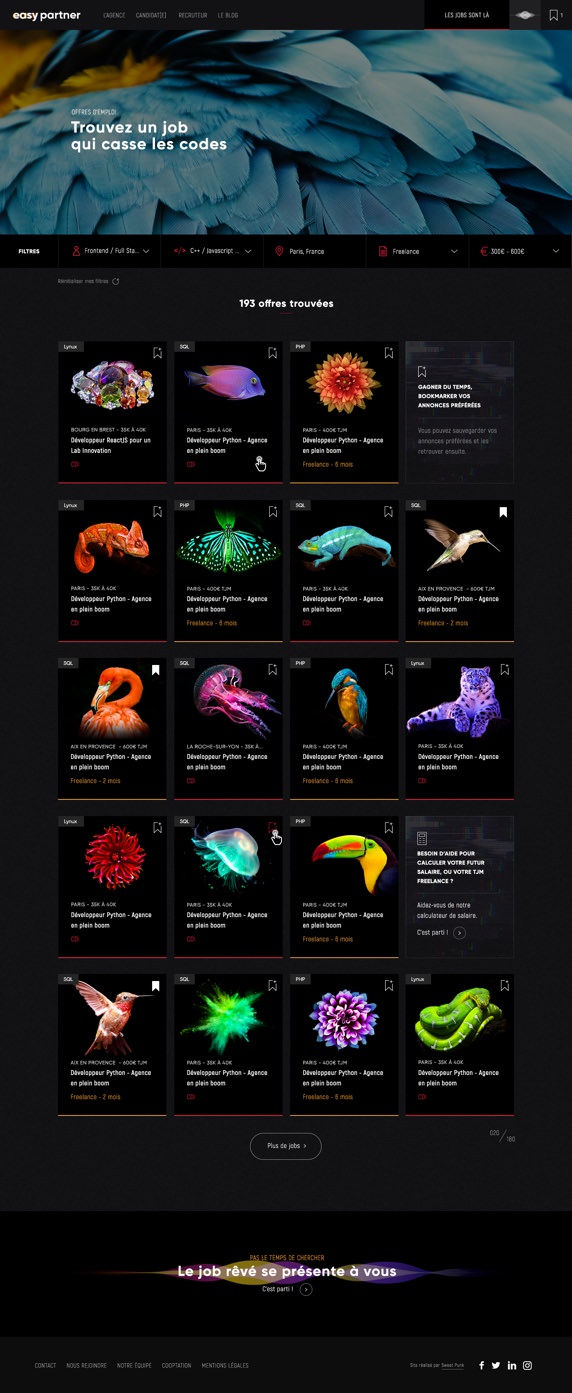 easy partner
L'AGENCE
CANDIDAT(E)
RECRUTEUR
LE BLOG
LES JOBS SONT LÀ
1
OFFRES D'EMPLOI
Trouvez un job
qui casse les codes
FILTRES
Frontend / Full Sta...
</> C++ / Javascript ...
Paris, France
Freelance
300€ - 600€
Réinitialiser mes filtres
193 offres trouvées
Lynux
BOURG EN BREST - 35K À 40K
Développeur ReactJS pour un
Lab Innovation
CDI
SQL
PARIS - 35K À 40K
Développeur Python - Agence
en plein boom
CDI
PHP
PARIS - 400€ TJM
Développeur Python - Agence
en plein boom
Freelance - 6 mois
GAGNER DU TEMPS,
BOOKMARKER VOS
ANNONCES PRÉFÉRÉES
Vous pouvez sauvegarder vos
annonces préférées et les
retrouver ensuite.
Lynux
PARIS - 35K À 40K
Développeur Python - Agence
en plein boom
CDI
PHP
PARIS - 400€ TJM
Développeur Python - Agence
en plein boom
Freelance - 6 mois
SQL
PARIS - 35K À 40K
Développeur Python - Agence
en plein boom
CDI
SQL
AIX EN PROVENCE - 600€ TJM
Développeur Python - Agence
en plein boom
Freelance - 2 mois
SQL
AIX EN PROVENCE - 600€ TJM
Développeur Python - Agence
en plein boom
Freelance - 2 mois
SQL
LA ROCHE-SUR-YON - 35K À...
Développeur Python - Agence
en plein boom
CDI
PHP
PARIS - 400€ TJM
Développeur Python - Agence
en plein boom
Freelance - 6 mois
Lynux
PARIS - 35K À 40K
Développeur Python - Agence
en plein boom
CDI
Lynux
PARIS - 35K À 40K
Développeur Python - Agence
en plein boom
CDI
SQL
PARIS - 35K À 40K
Développeur Python - Agence
en plein boom
CDI
PHP
PARIS - 400€ TJM
Développeur Python - Agence
en plein boom
Freelance - 6 mois
BESOIN D'AIDE POUR
CALCULER VOTRE FUTUR
SALAIRE, OU VOTRE TJM
FREELANCE ?
Aidez-vous de notre
calculateur de salaire.
C'est parti !
SQL
AIX EN PROVENCE - 600€ TJM
Développeur Python - Agence
en plein boom
Freelance - 2 mois
SQL
PARIS - 35K À 40K
Développeur Python - Agence
en plein boom
CDI
PHP
PARIS - 400€ TJM
Développeur Python - Agence
en plein boom
Freelance - 6 mois
Lynux
PARIS - 35K À 40K
Développeur Python - Agence
en plein boom
CDI
Plus de jobs >
020/180
PAS LE TEMPS DE CHERCHER
Le job rêvé se présente à vous
C'est parti !
CONTACT
NOUS REJOINDRE
NOTRE ÉQUIPE
COOPTATION
MENTIONS LÉGALES
Site réalisé par Sweet Punk